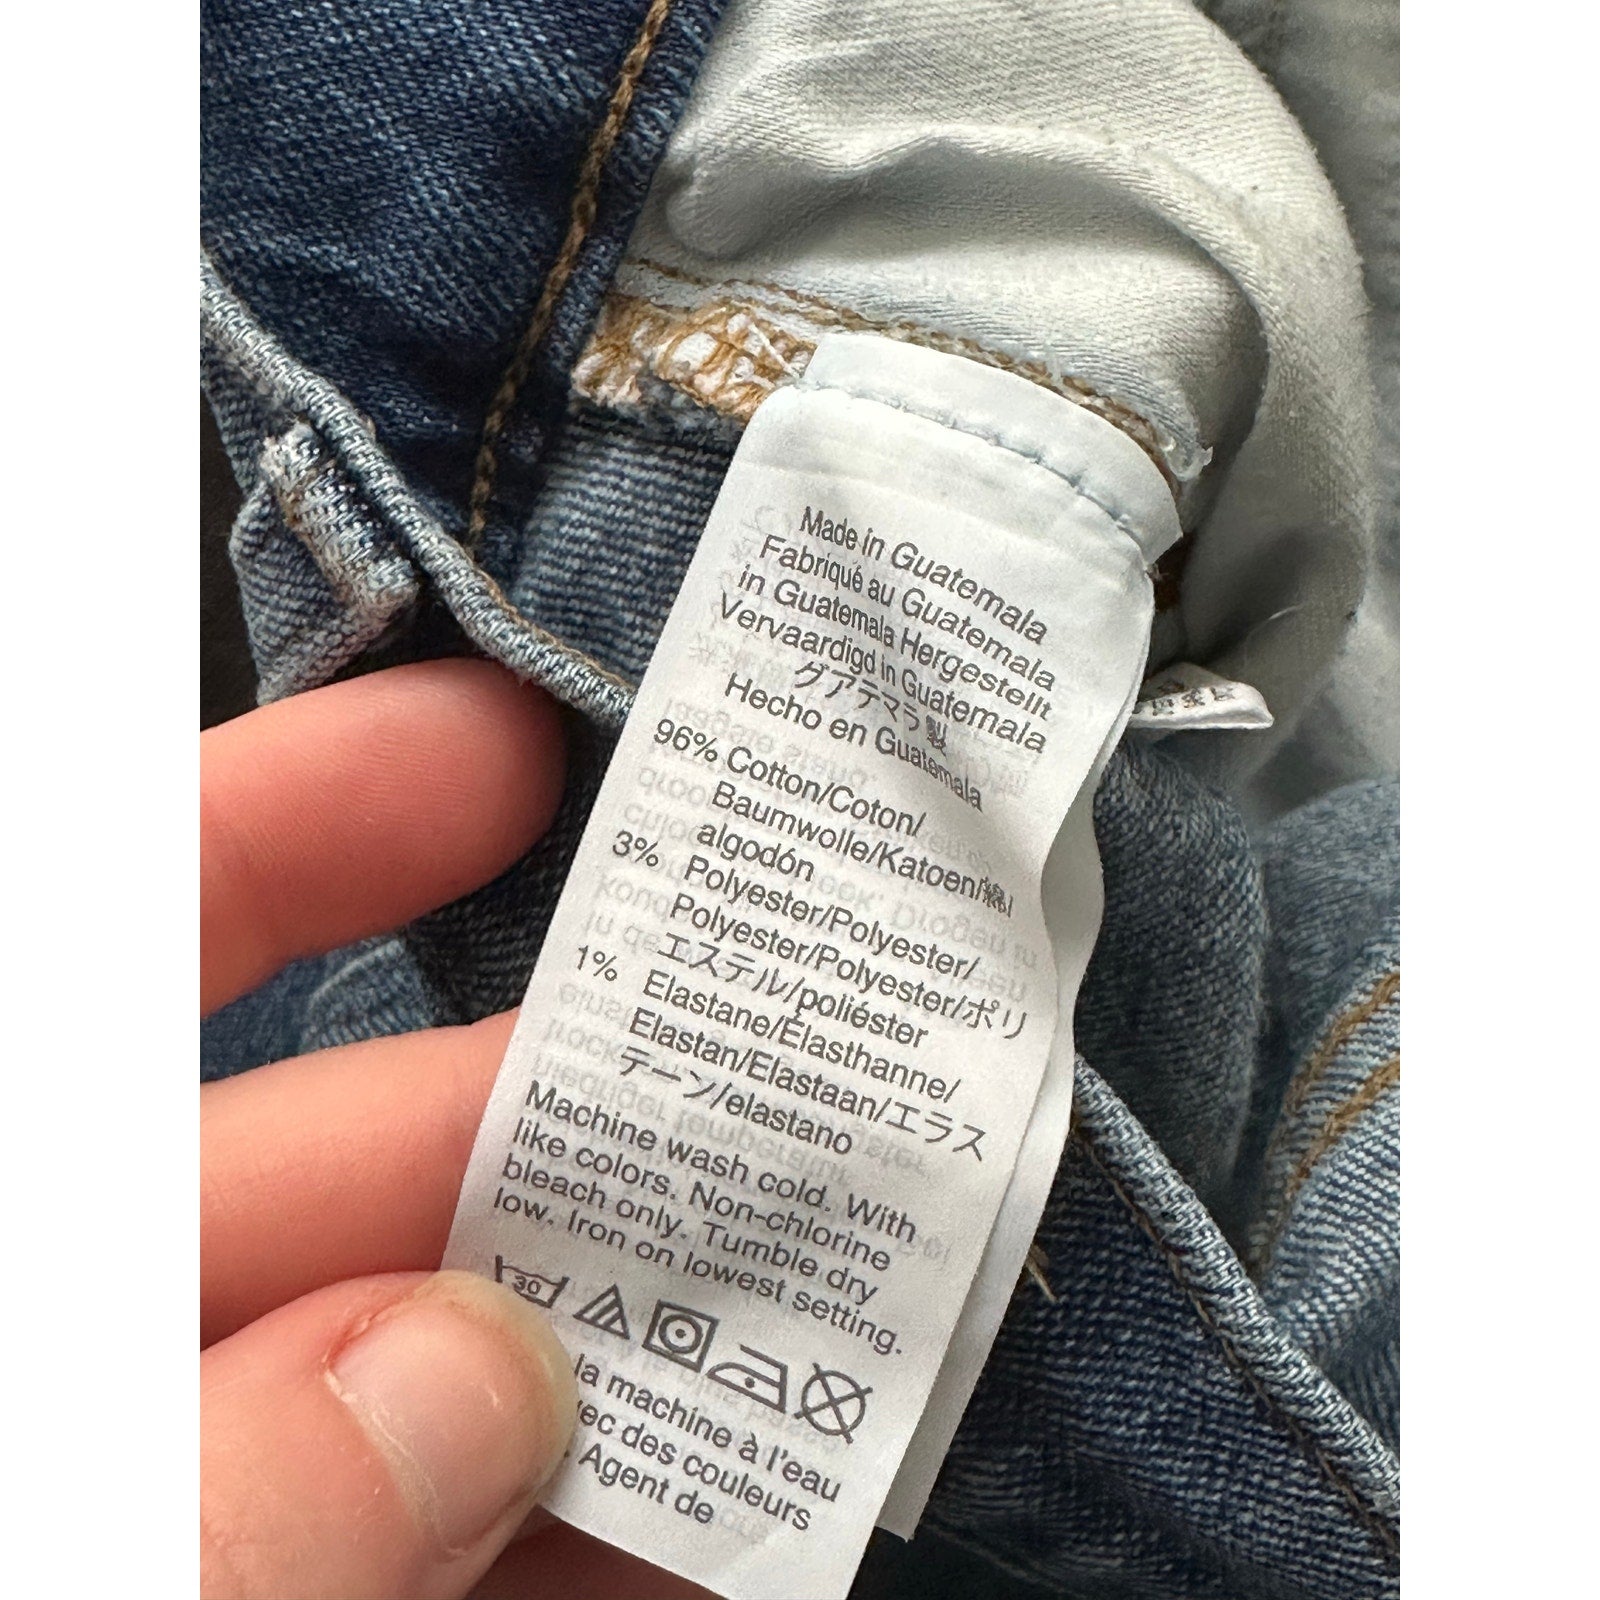 Made in Guatemala
Fabriqué au Guatemala
in Guatemala Hergestellt
Vervaardigd in Guatemala
グアテマラ製
Hecho en Guatemala
96% Cotton/Coton/
Baumwolle/Katoen/綿/
algodón
3% Polyester/Polyester/
Polyester/Polyester/ポリ
エステル/poliéster
1% Elastane/Élasthanne/
Elastan/Elastaan/エラス
テーン/elastano
Machine wash cold. With
like colors. Non-chlorine
bleach only. Tumble dry
low. Iron on lowest setting.
30
la machine à l'eau
des couleurs
Agent de